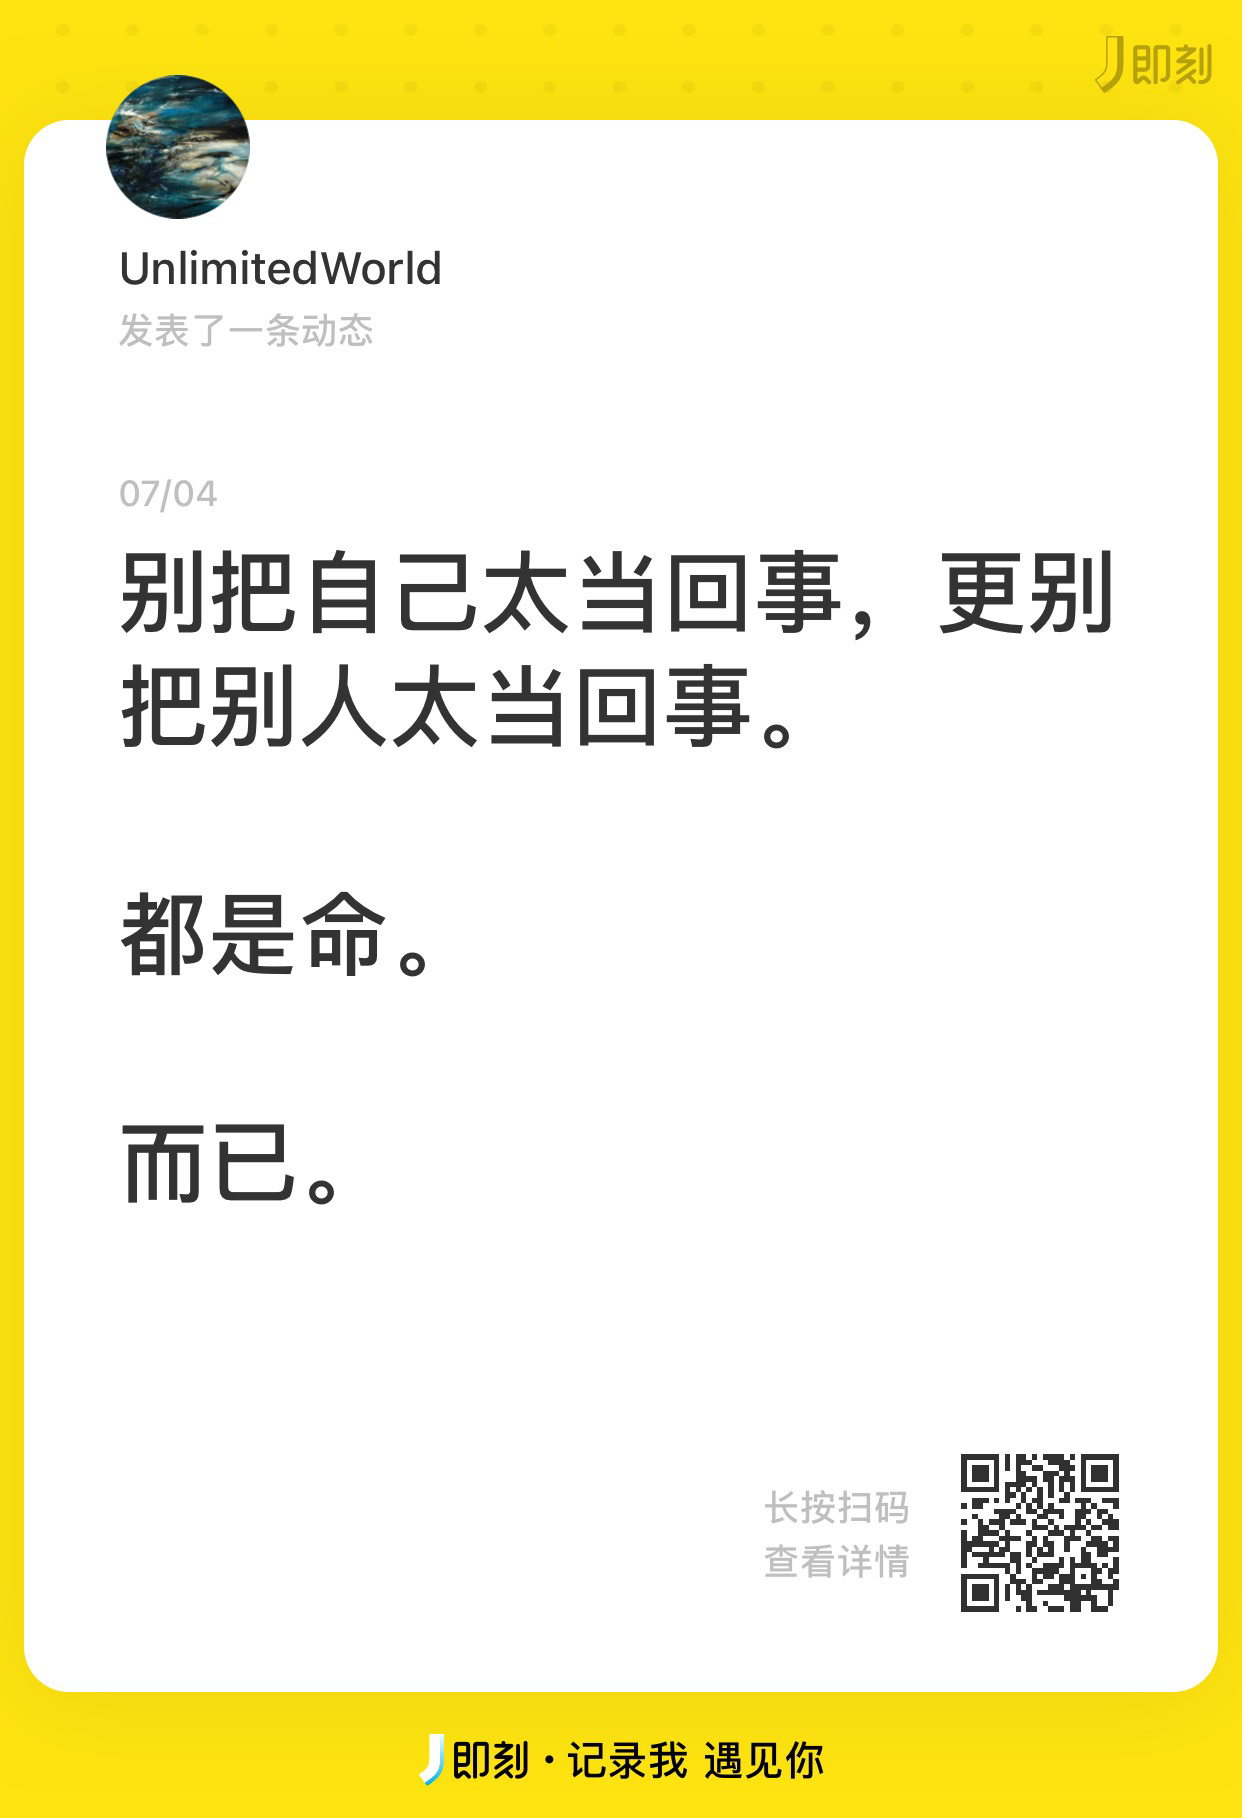 即刻
UnlimitedWorld
发表了一条动态
07/04
别把自己太当回事，更别
把别人太当回事。
都是命。
而已。
长按扫码
查看详情
即刻·记录我 遇见你